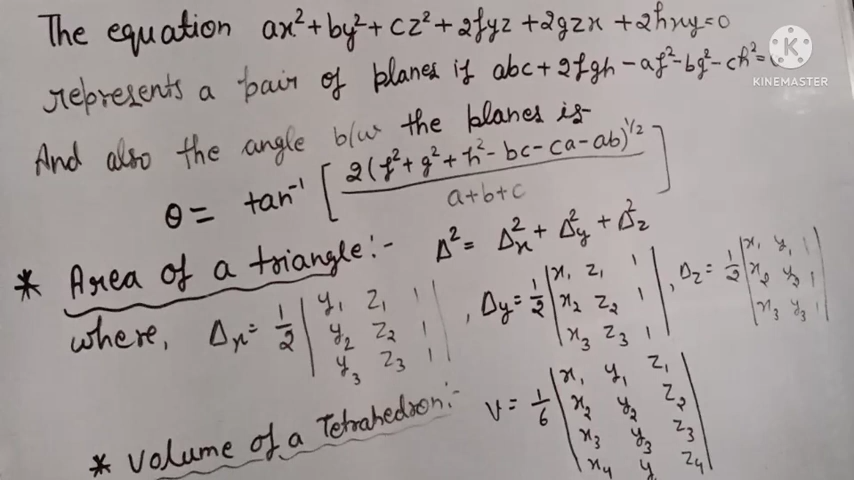 The equation ax²+by²+cz²+2fyz+2gzx+2hxy=0
represents a pair of planes if abc+2fgh-af²-bg²-ch²=
KINEMASTER
And also the angle b/w the planes is-
θ = tan⁻¹ [ 2(f²+g²+h²-bc-ca-ab)^1/2 / a+b+c ]
* Area of a triangle:- Δ² = Δx² + Δy² + Δz²
where, Δx = 1/2 | y₁ z₁ 1 | , Δy = 1/2 | x₁ z₁ 1 | , Δz = 1/2 | x₁ y₁ 1 |
| y₂ z₂ 1 | | x₂ z₂ 1 | | x₂ y₂ 1 |
| y₃ z₃ 1 | | x₃ z₃ 1 | | x₃ y₃ 1 |
* Volume of a Tetrahedron:- V = 1/6 | x₁ y₁ z₁ |
| x₂ y₂ z₂ |
| x₃ y₃ z₃ |
| x₄ y z₄ |